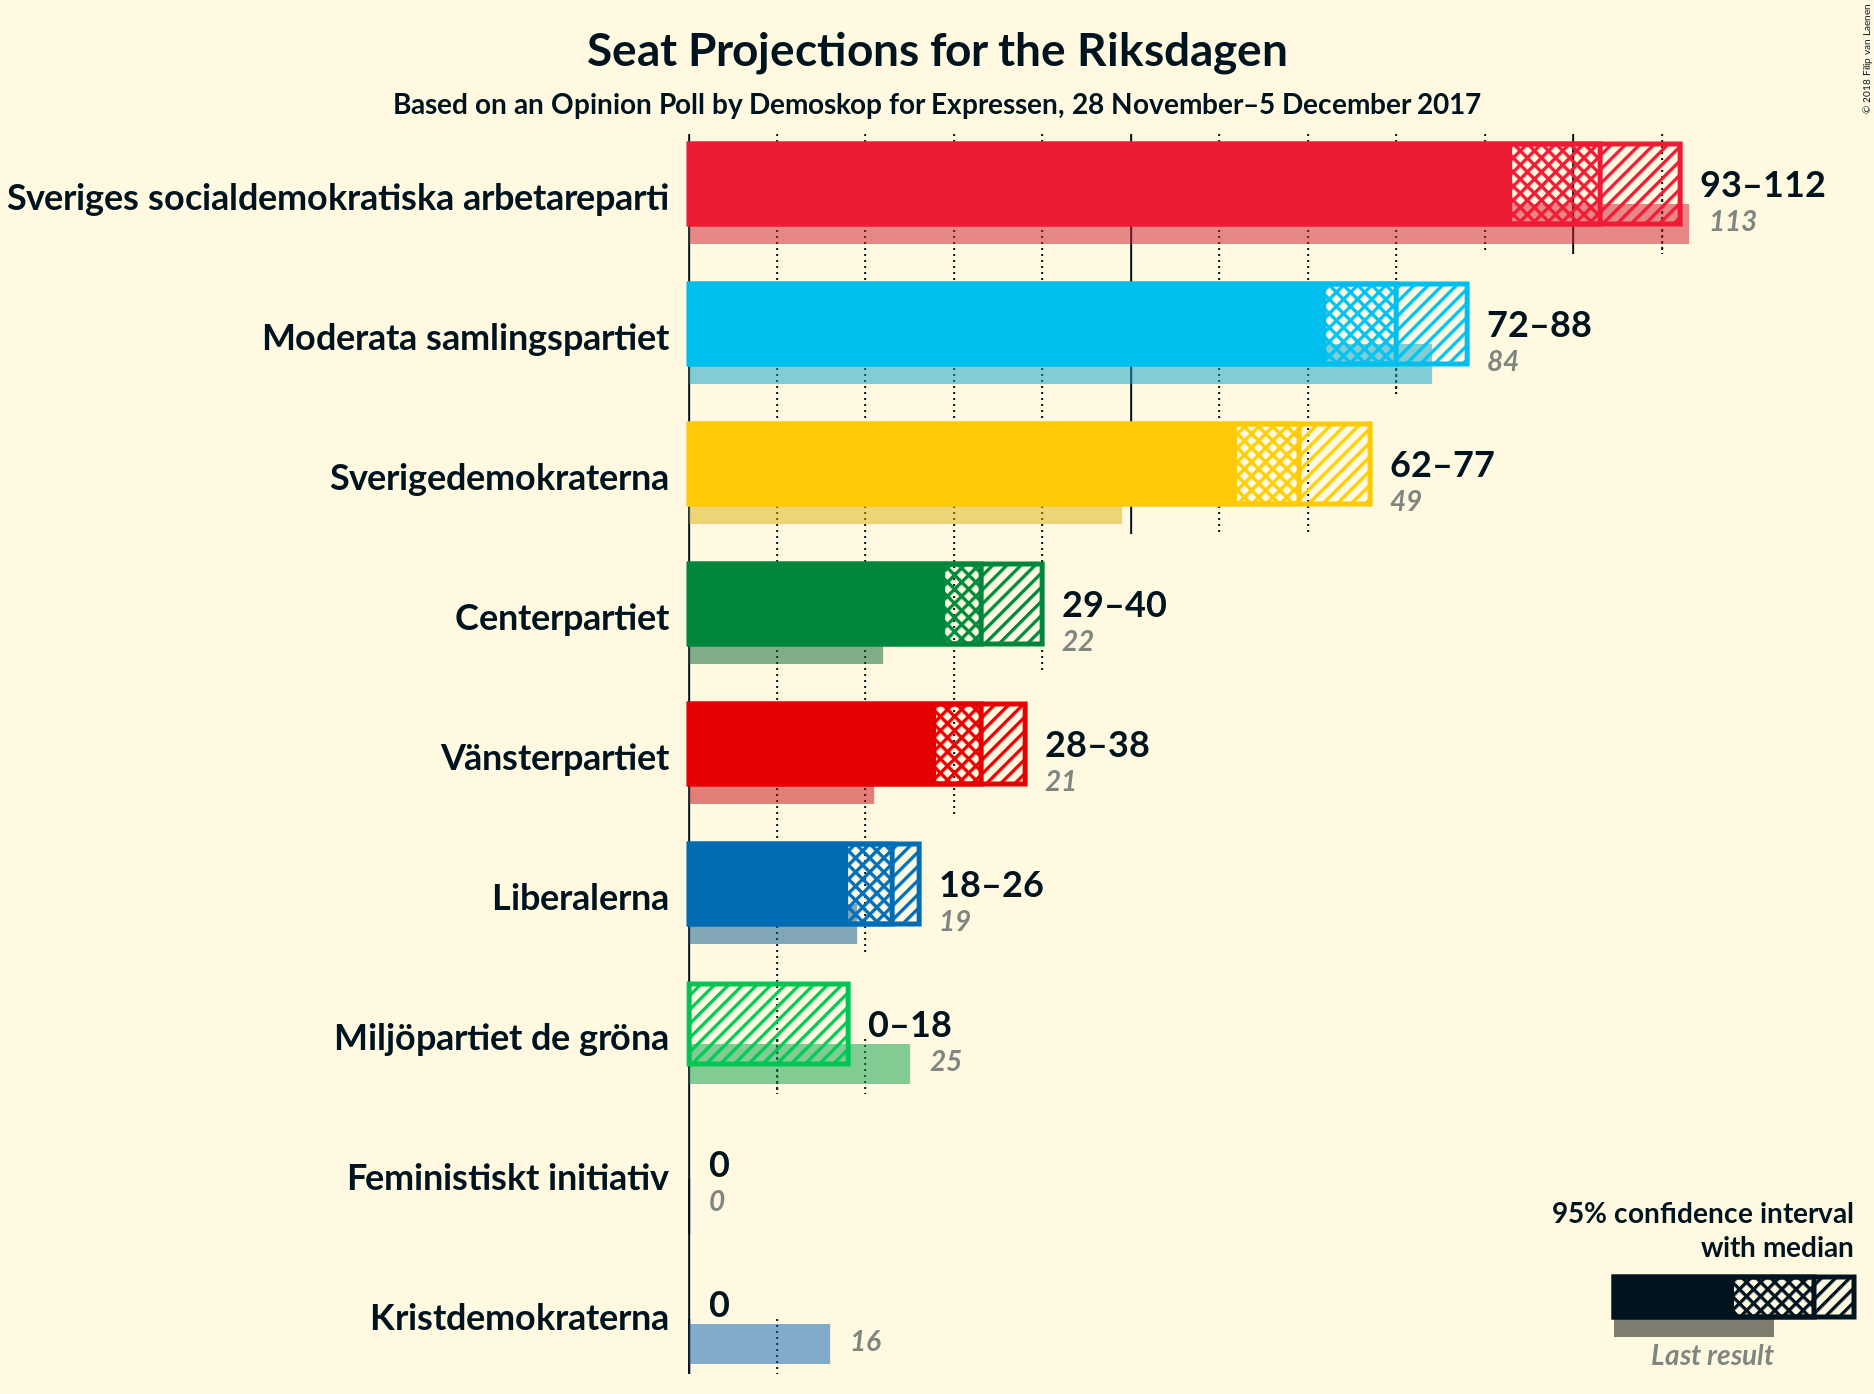 Seat Projections for the Riksdagen
Based on an Opinion Poll by Demoskop for Expressen, 28 November–5 December 2017
© 2018 Filip van Laenen
Sveriges socialdemokratiska arbetareparti
93–112
113
Moderata samlingspartiet
72–88
84
Sverigedemokraterna
62–77
49
Centerpartiet
29–40
22
Vänsterpartiet
28–38
21
Liberalerna
18–26
19
Miljöpartiet de gröna
0–18
25
Feministiskt initiativ
0
0
Kristdemokraterna
0
16
95% confidence interval
with median
Last result